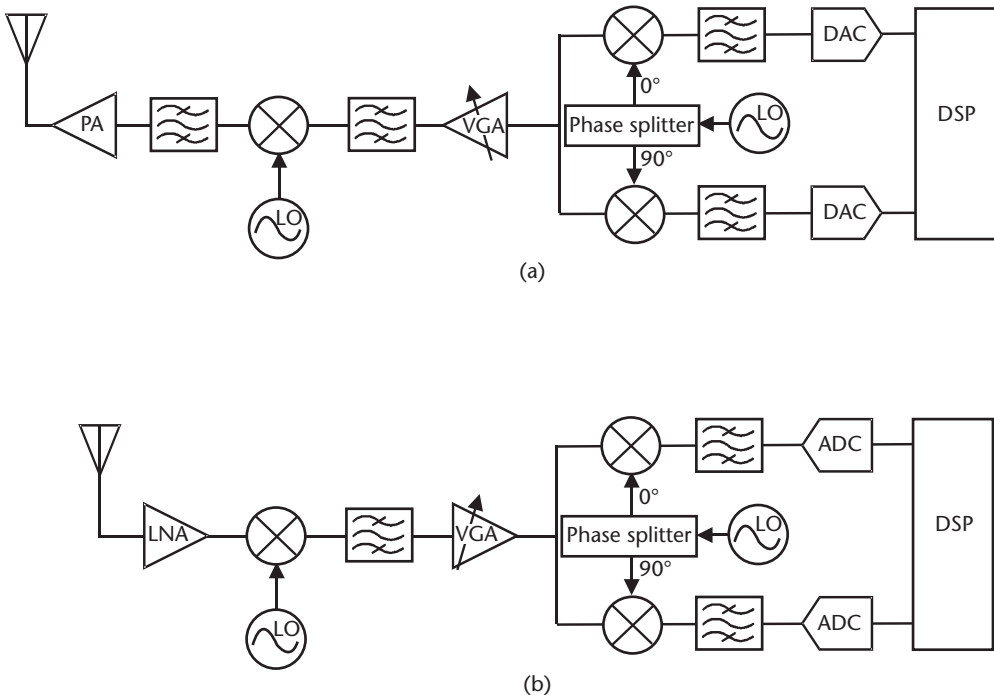 DAC
0°
PA
VGA
Phase splitter
LO
DSP
90°
LO
DAC
(a)
ADC
0°
LNA
VGA
Phase splitter
LO
DSP
90°
LO
ADC
(b)